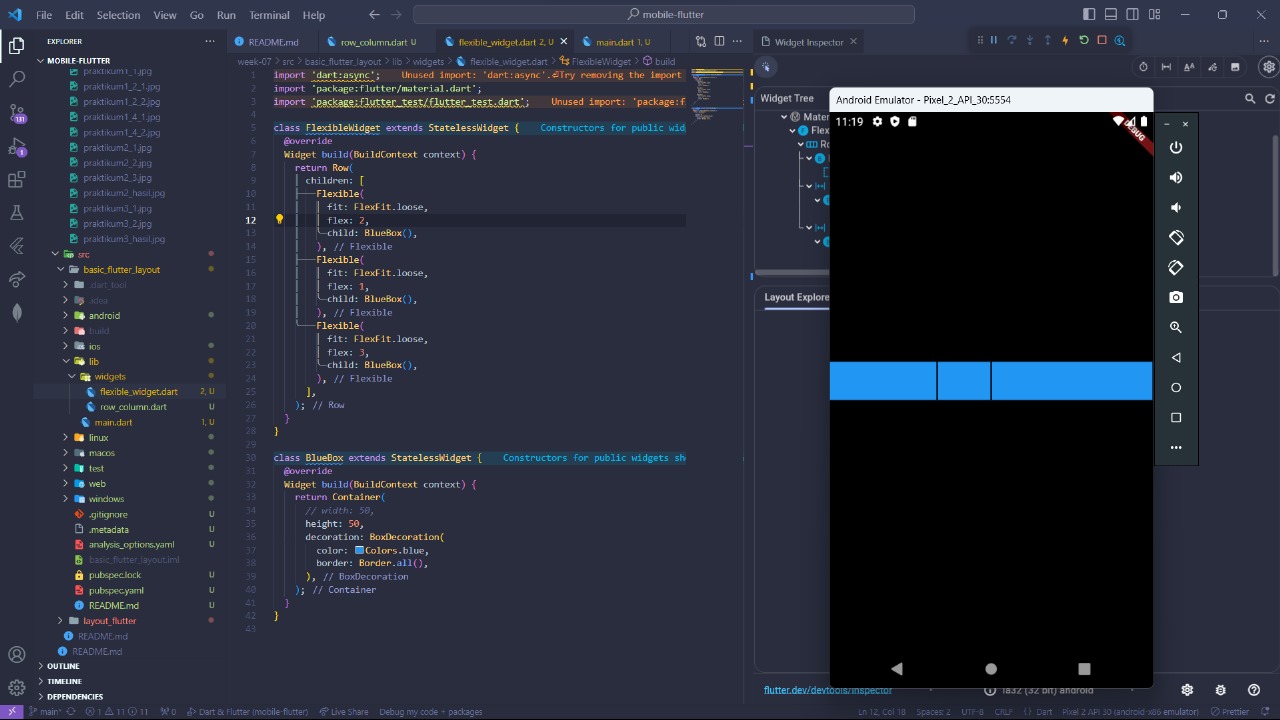 File Edit Selection View Go Run Terminal Help
mobile-flutter
EXPLORER
MOBILE-FLUTTER
praktikum1_1.jpg
praktikum1_2_1.jpg
praktikum1_2_2.jpg
praktikum1_4_1.jpg
praktikum1_4_2.jpg
praktikum2_1.jpg
praktikum2_2.jpg
praktikum2_3.jpg
praktikum2_hasil.jpg
praktikum3_1.jpg
praktikum3_2.jpg
praktikum3_hasil.jpg
src
basic_flutter_layout
.dart_tool
.idea
android
build
ios
lib
widgets
flexible_widget.dart 2, U
row_column.dart U
main.dart 1, U
linux
macos
test
web
windows
.gitignore U
.metadata U
analysis_options.yaml U
basic_flutter_layout.iml
pubspec.lock U
pubspec.yaml U
README.md U
layout_flutter
README.md
README.md
OUTLINE
TIMELINE
DEPENDENCIES
README.md row_column.dart U flexible_widget.dart 2, U main.dart 1, U
week-07 > src > basic_flutter_layout > lib > widgets > flexible_widget.dart > FlexibleWidget > build
1 import 'dart:async'; Unused import: 'dart:async'. Try removing the import
2 import 'package:flutter/material.dart';
3 import 'package:flutter_test/flutter_test.dart'; Unused import: 'package:f
4
5 class FlexibleWidget extends StatelessWidget { Constructors for public wid
6 @override
7 Widget build(BuildContext context) {
8 return Row(
9 children: [
10 Flexible(
11 fit: FlexFit.loose,
12 flex: 2,
13 child: BlueBox(),
14 ), // Flexible
15 Flexible(
16 fit: FlexFit.loose,
17 flex: 1,
18 child: BlueBox(),
19 ), // Flexible
20 Flexible(
21 fit: FlexFit.loose,
22 flex: 3,
23 child: BlueBox(),
24 ), // Flexible
25 ],
26 ); // Row
27 }
28 }
29
30 class BlueBox extends StatelessWidget { Constructors for public widgets sh
31 @override
32 Widget build(BuildContext context) {
33 return Container(
34 // width: 50,
35 height: 50,
36 decoration: BoxDecoration(
37 color: Colors.blue,
38 border: Border.all(),
39 ), // BoxDecoration
40 ); // Container
41 }
42 }
43
Widget Inspector
Widget Tree
Mate
Flex
Ro
Layout Explore
flutter.dev/devtools/inspector
1a32 (32 bit) android
Android Emulator - Pixel_2_API_30:5554
11:19
DEBUG
131
1
main* 1 11 11 0 Dart & Flutter (mobile-flutter) Live Share Debug my code + packages
Ln 12, Col 18 Spaces: 2 UTF-8 CRLF {} Dart Pixel 2 API 30 (android-x86 emulator) Prettier